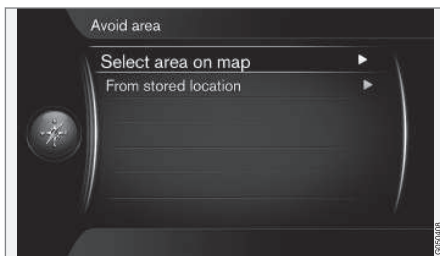 Avoid area
Select area on map
From stored location
G050408